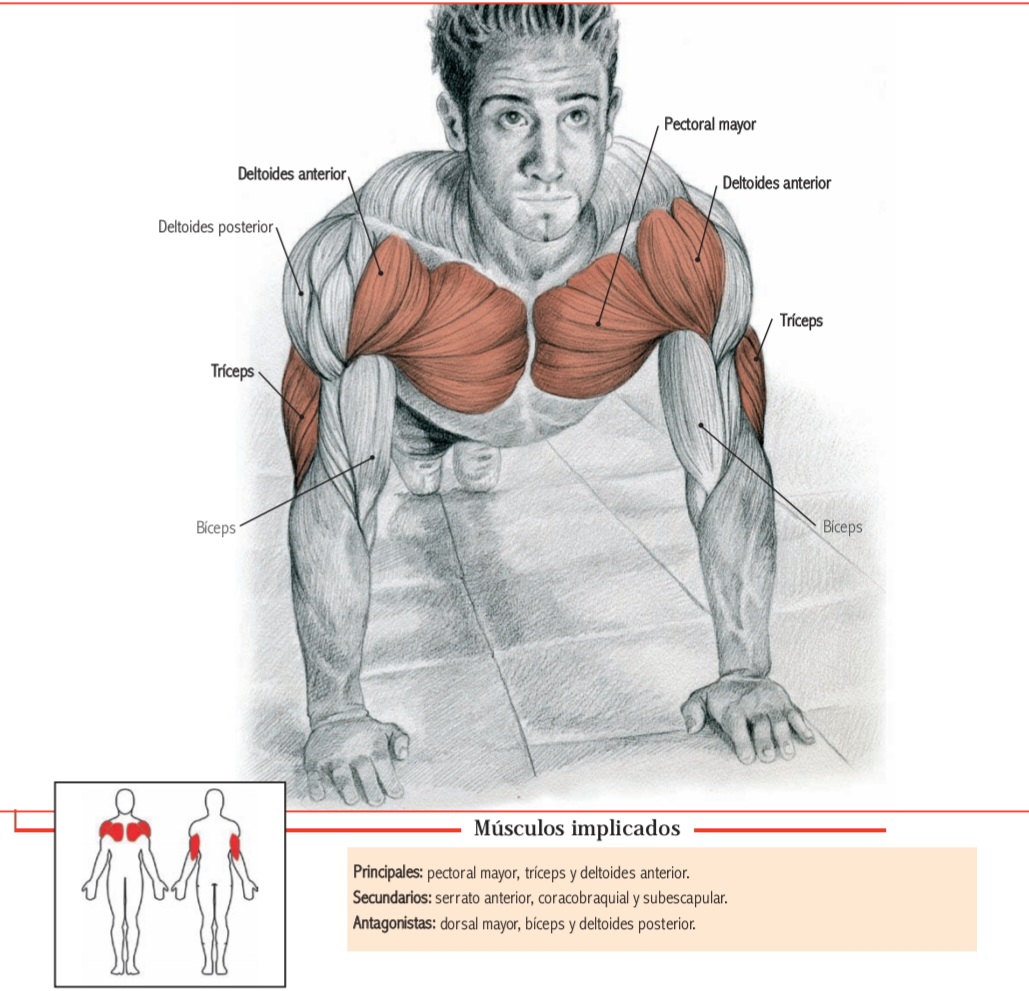 Pectoral mayor
Deltoides anterior
Deltoides anterior
Deltoides posterior
Tríceps
Tríceps
Bíceps
Bíceps
Músculos implicados
Principales: pectoral mayor, tríceps y deltoides anterior.
Secundarios: serrato anterior, coracobraquial y subescapular.
Antagonistas: dorsal mayor, bíceps y deltoides posterior.